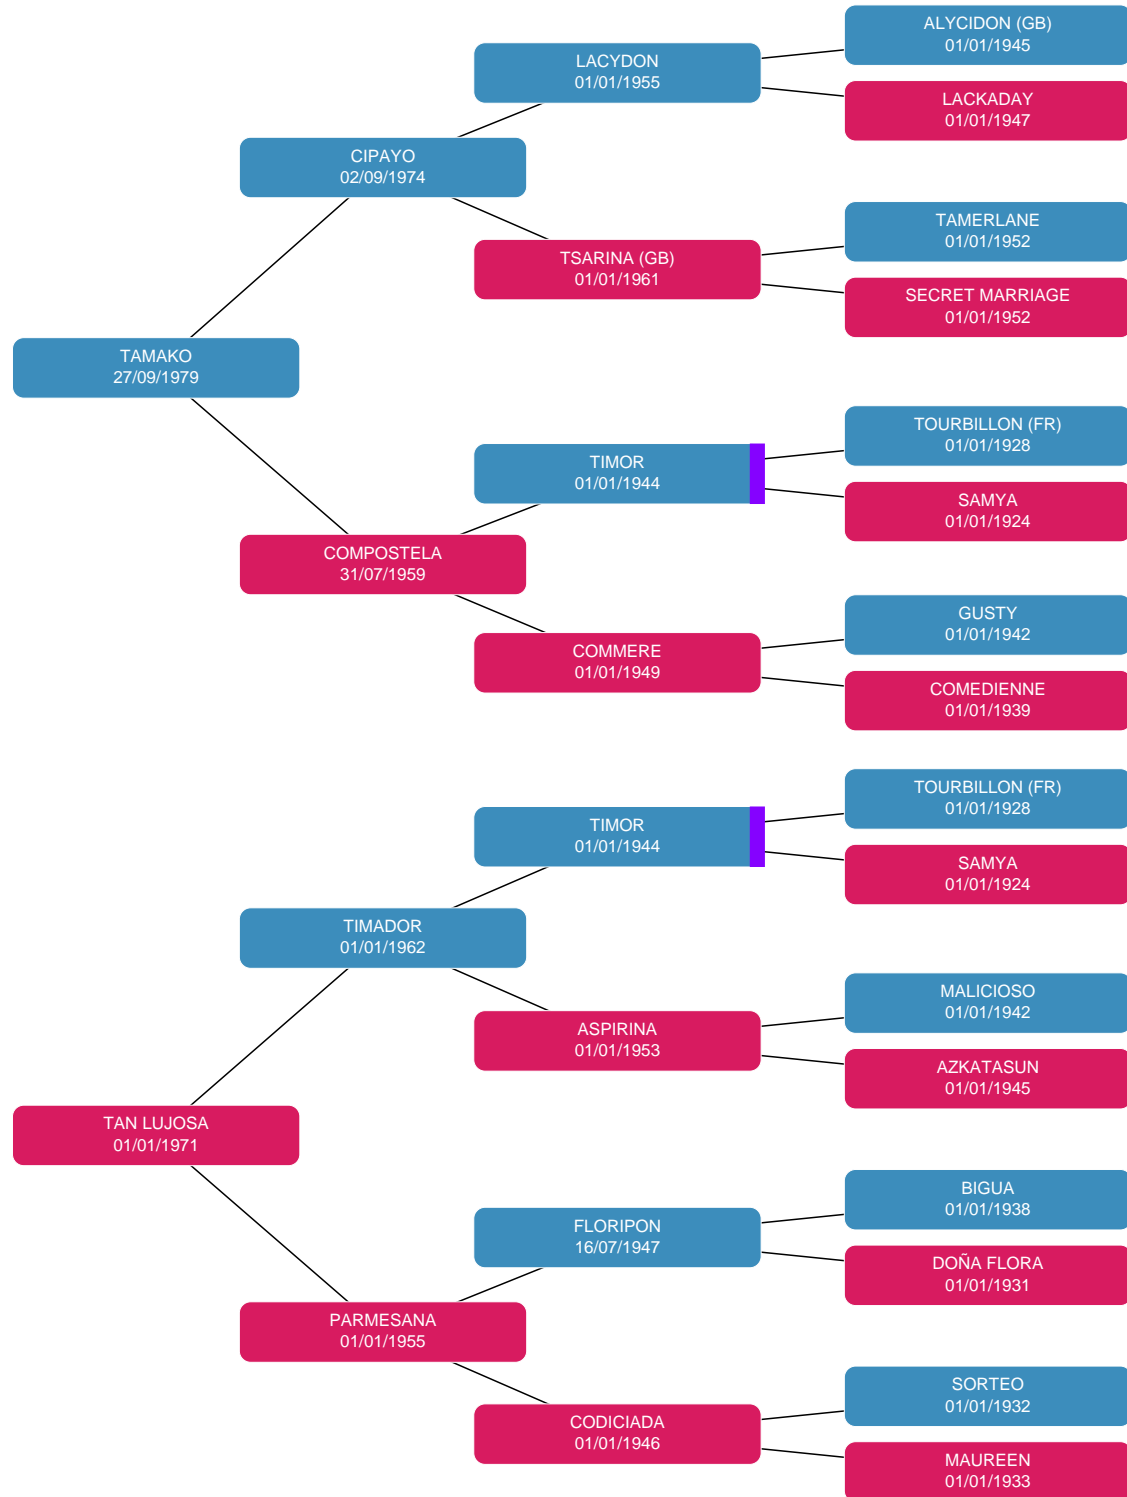 ALYCIDON (GB)
01/01/1945
LACYDON
01/01/1955
LACKADAY
01/01/1947
CIPAYO
02/09/1974
TAMERLANE
01/01/1952
TSARINA (GB)
01/01/1961
SECRET MARRIAGE
01/01/1952
TAMAKO
27/09/1979
TOURBILLON (FR)
01/01/1928
TIMOR
01/01/1944
SAMYA
01/01/1924
COMPOSTELA
31/07/1959
GUSTY
01/01/1942
COMMERE
01/01/1949
COMEDIENNE
01/01/1939
TOURBILLON (FR)
01/01/1928
TIMOR
01/01/1944
SAMYA
01/01/1924
TIMADOR
01/01/1962
MALICIOSO
01/01/1942
ASPIRINA
01/01/1953
AZKATASUN
01/01/1945
TAN LUJOSA
01/01/1971
BIGUA
01/01/1938
FLORIPON
16/07/1947
DOÑA FLORA
01/01/1931
PARMESANA
01/01/1955
SORTEO
01/01/1932
CODICIADA
01/01/1946
MAUREEN
01/01/1933